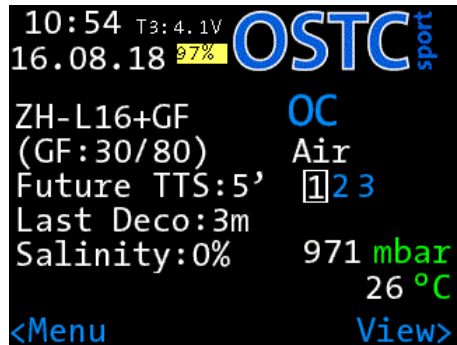 10:54 T3:4.1V
16.08.18 97%
OSTC sport
ZH-L16+GF
(GF:30/80)
Future TTS:5’
Last Deco:3m
Salinity:0%
OC
Air
1 2 3
971 mbar
26 °C
<Menu View>